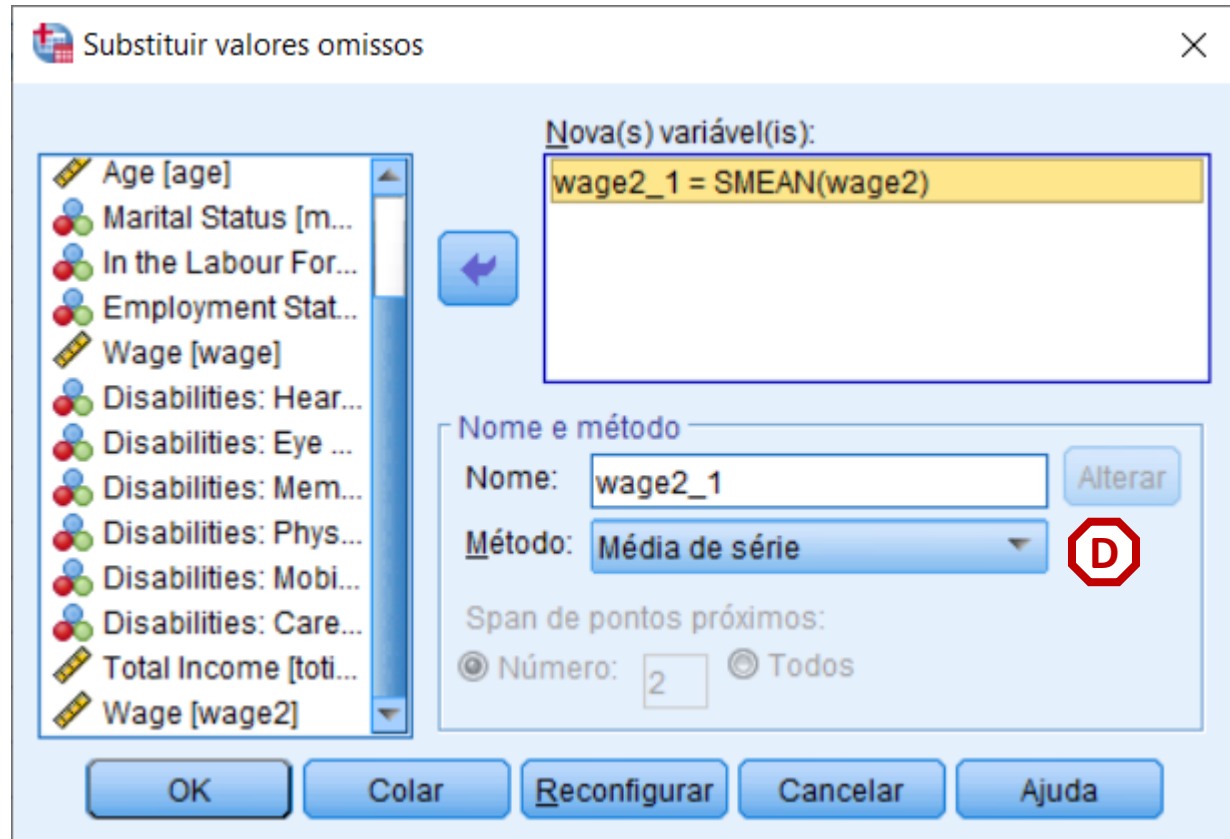 Substituir valores omissos
Nova(s) variável(is):
Age [age]
Marital Status [m...
In the Labour For...
Employment Stat...
Wage [wage]
Disabilities: Hear...
Disabilities: Eye ...
Disabilities: Mem...
Disabilities: Phys...
Disabilities: Mobi...
Disabilities: Care...
Total Income [toti...
Wage [wage2]
wage2_1 = SMEAN(wage2)
Nome e método
Nome: wage2_1 Alterar
Método: Média de série D
Span de pontos próximos:
Número: 2 Todos
OK Colar Reconfigurar Cancelar Ajuda